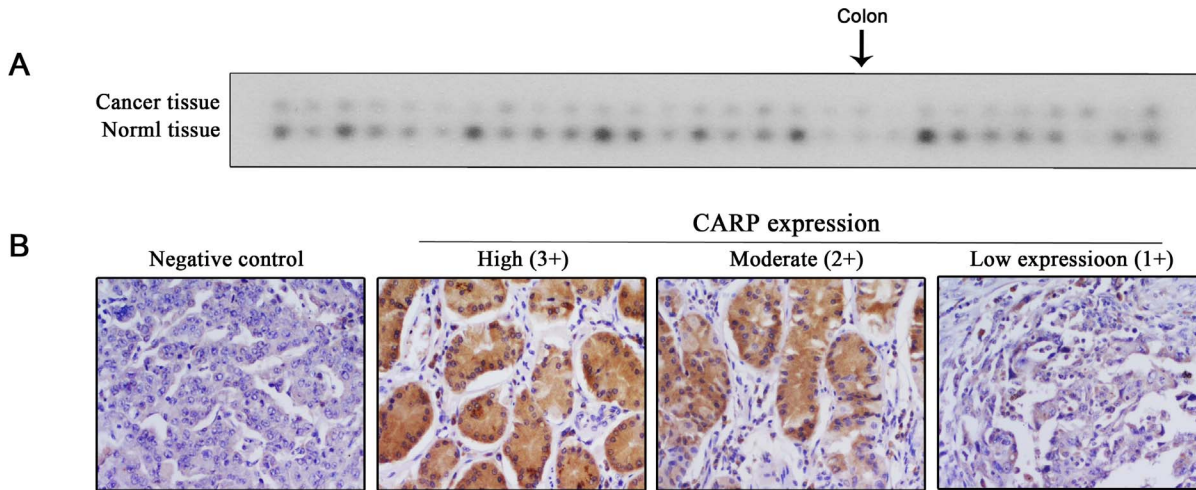 Colon
A
Cancer tissue
Norml tissue
CARP expression
B
Negative control
High (3+)
Moderate (2+)
Low expressioon (1+)